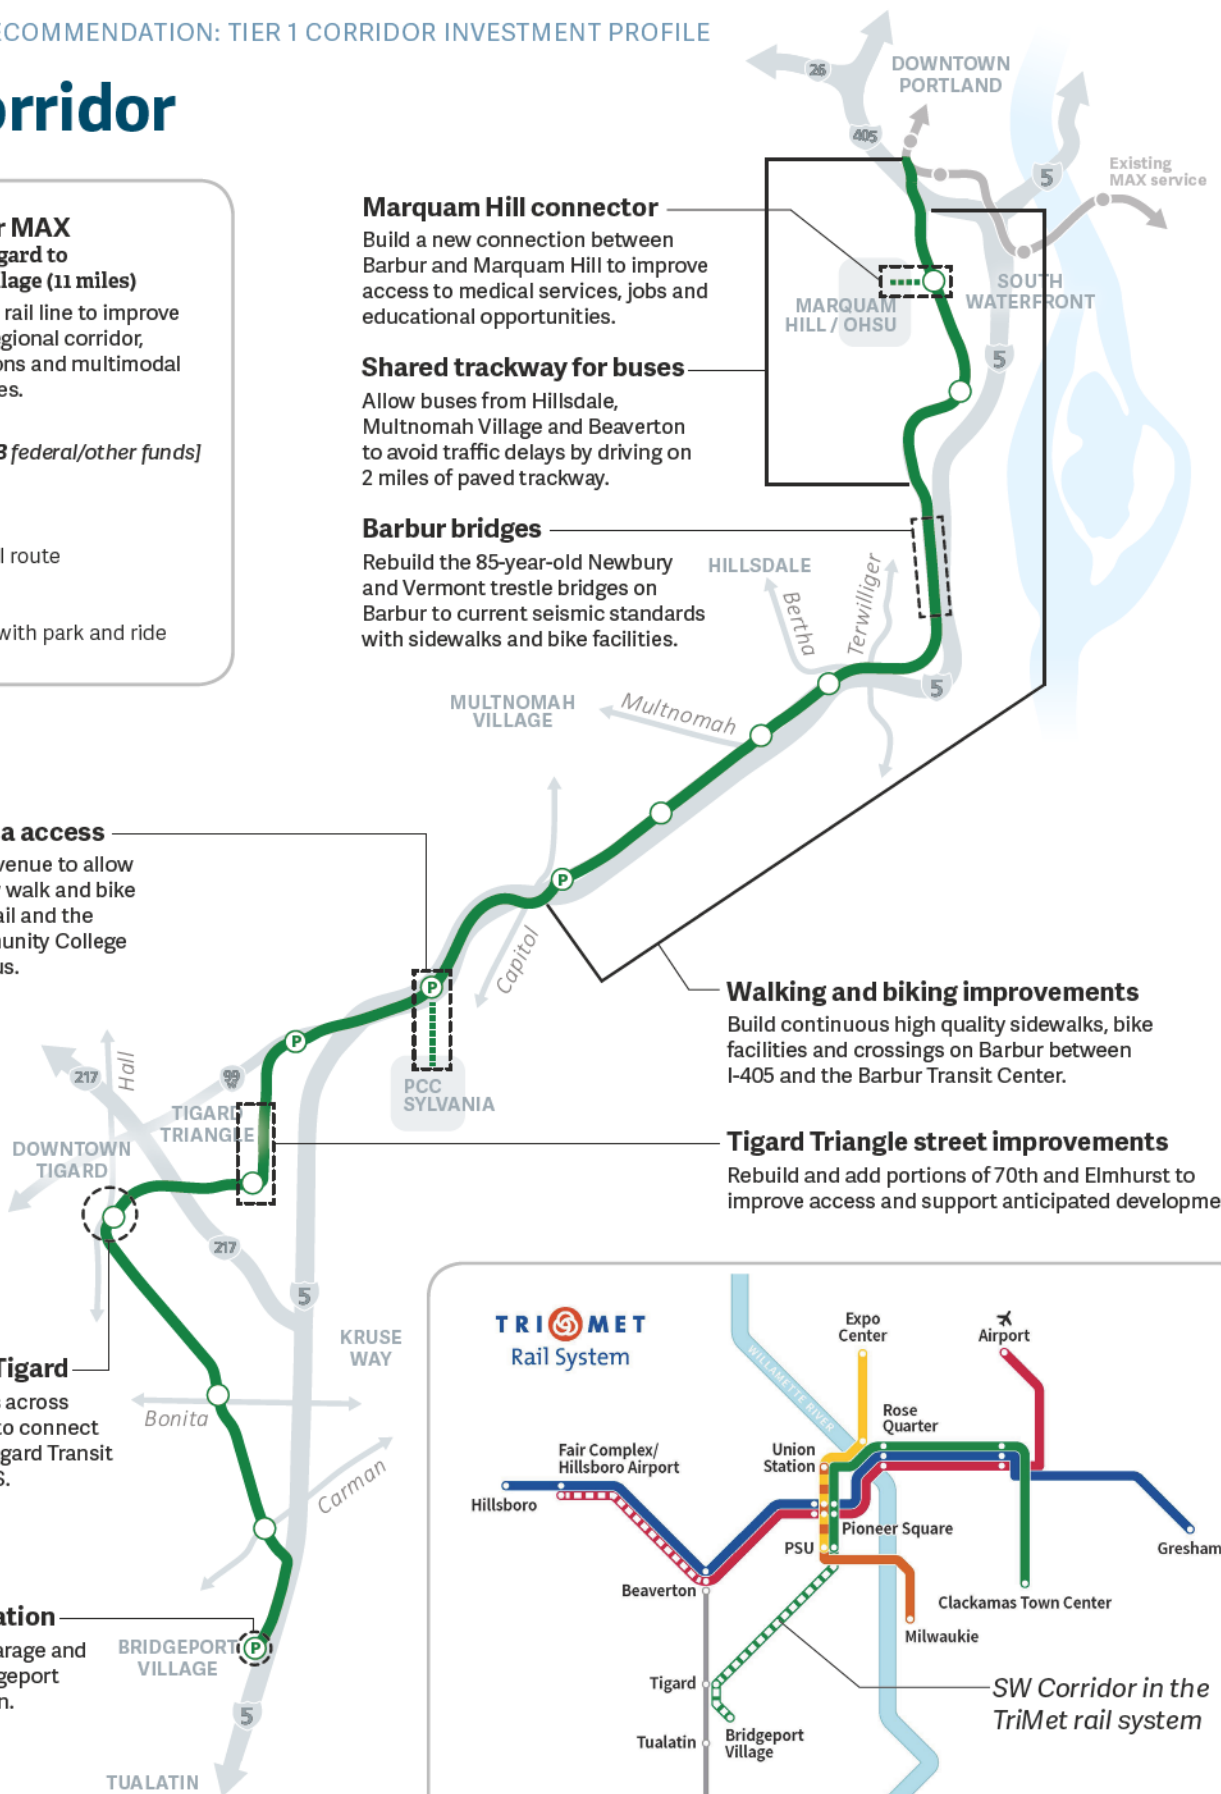 ECOMMENDATION: TIER 1 CORRIDOR INVESTMENT PROFILE
orridor
r MAX
gard to
lage (11 miles)
rail line to improve
egional corridor,
ons and multimodal
es.
B federal/other funds]
l route
with park and ride
Marquam Hill connector
Build a new connection between
Barbur and Marquam Hill to improve
access to medical services, jobs and
educational opportunities.
Shared trackway for buses
Allow buses from Hillsdale,
Multnomah Village and Beaverton
to avoid traffic delays by driving on
2 miles of paved trackway.
Barbur bridges
Rebuild the 85-year-old Newbury
and Vermont trestle bridges on
Barbur to current seismic standards
with sidewalks and bike facilities.
26
DOWNTOWN
PORTLAND
405
5
Existing
MAX service
MARQUAM
HILL / OHSU
SOUTH
WATERFRONT
5
HILLSDALE
Bertha
Terwilliger
5
MULTNOMAH
VILLAGE
Multnomah
P
Capitol
a access
venue to allow
walk and bike
ail and the
unity College
us.
P
P
PCC
SYLVANIA
217
Hall
99
W
TIGARD
TRIANGLE
DOWNTOWN
TIGARD
217
5
Walking and biking improvements
Build continuous high quality sidewalks, bike
facilities and crossings on Barbur between
I-405 and the Barbur Transit Center.
Tigard Triangle street improvements
Rebuild and add portions of 70th and Elmhurst to
improve access and support anticipated developme
KRUSE
WAY
Tigard
across
to connect
gard Transit
S.
Bonita
Carman
ation
arage and
geport
n.
BRIDGEPORT
VILLAGE
P
5
TUALATIN
TRI MET
Rail System
WILLAMETTE RIVER
Expo
Center
Airport
Rose
Quarter
Union
Station
Fair Complex/
Hillsboro Airport
Hillsboro
Pioneer Square
PSU
Gresham
Beaverton
Clackamas Town Center
Milwaukie
Tigard
SW Corridor in the
TriMet rail system
Tualatin
Bridgeport
Village